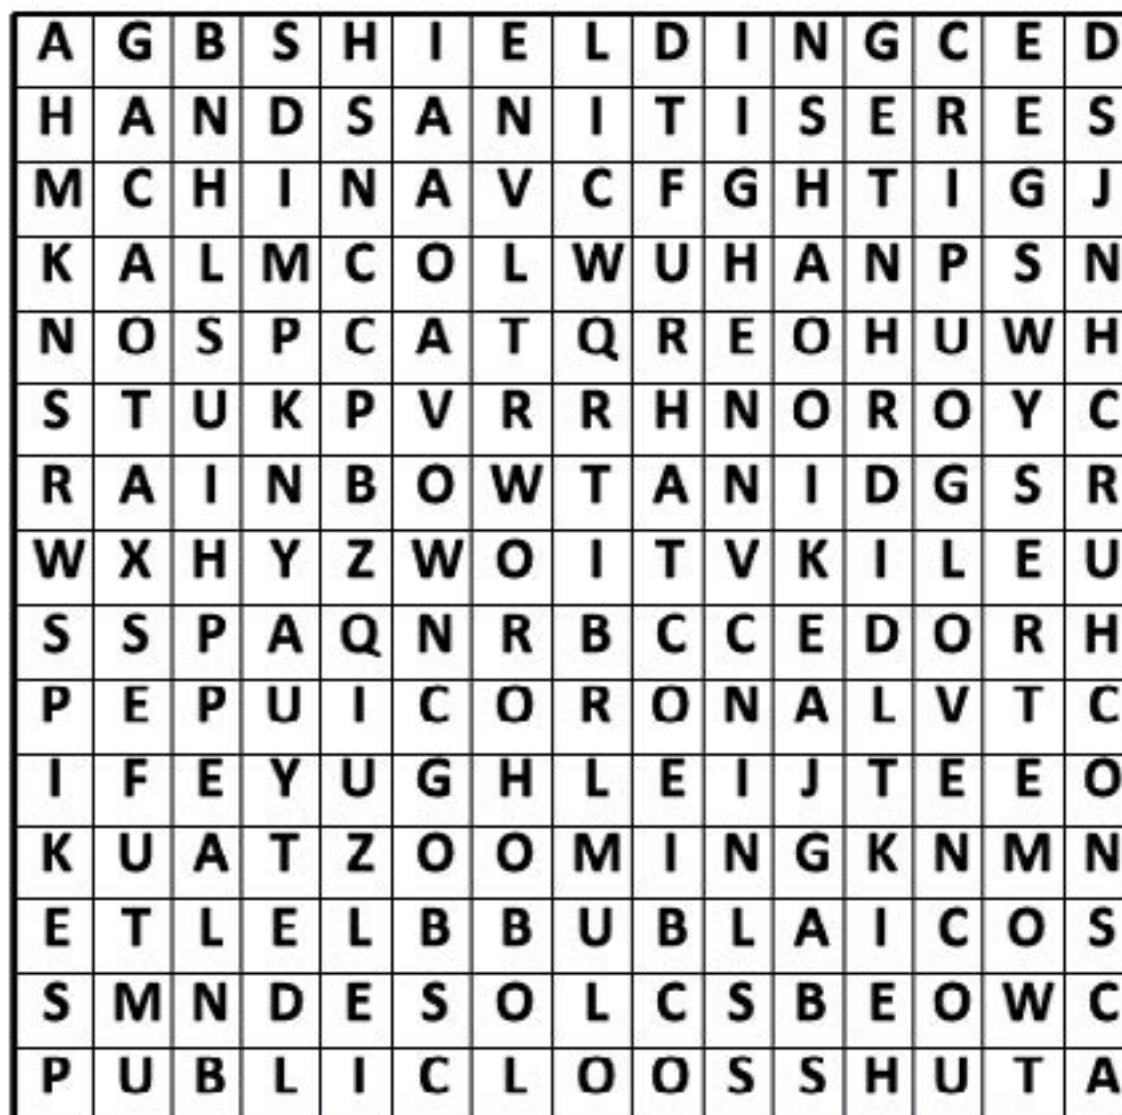 A G B S H I E L D I N G C E D
H A N D S A N I T I S E R E S
M C H I N A V C F G H T I G J
K A L M C O L W U H A N P S N
N O S P C A T Q R E O H U W H
S T U K P V R R H N O R O Y C
R A I N B O W T A N I D G S R
W X H Y Z W O I T V K I L E U
S S P A Q N R B C C E D O R H
P E P U I C O R O N A L V T C
I F E Y U G H L E I J T E E O
K U A T Z O O M I N G K N M N
E T L E L B B U B L A I C O S
S M N D E S O L C S B E O W C
P U B L I C L O O S S H U T A